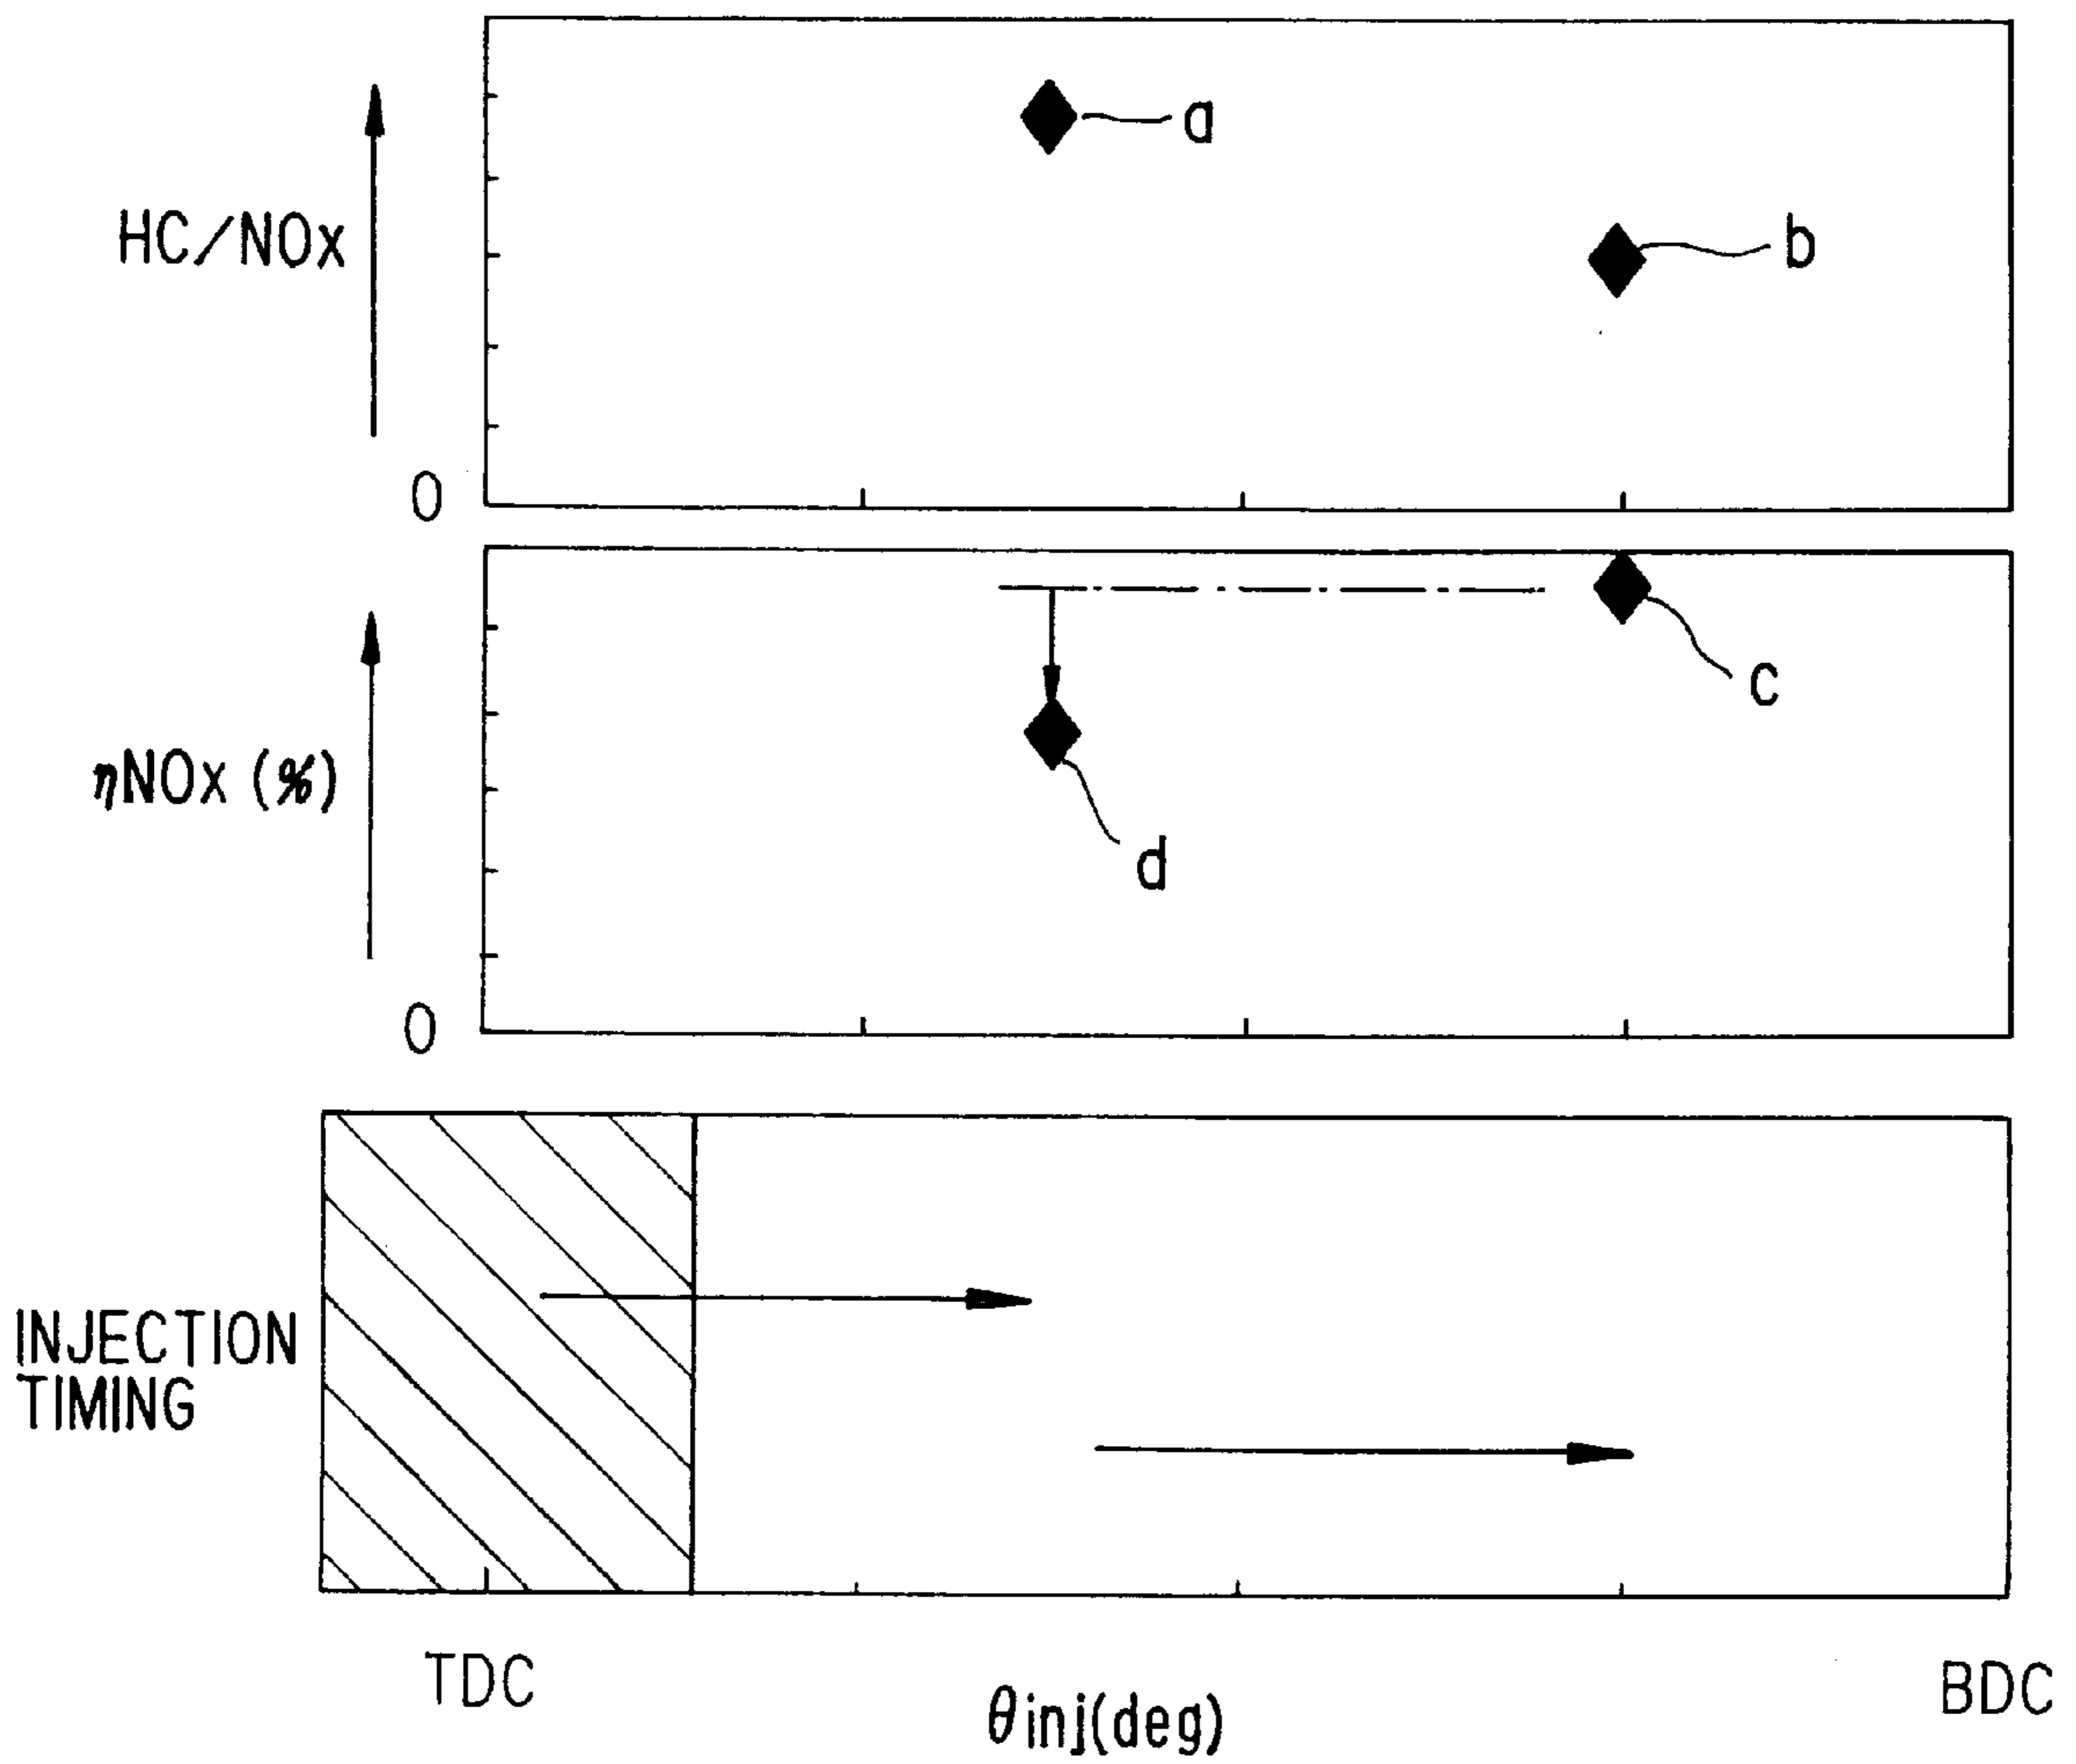 a
HC/NOx
b
0
c
ηNOx (%)
d
0
INJECTION
TIMING
TDC
θinj(deg)
BDC